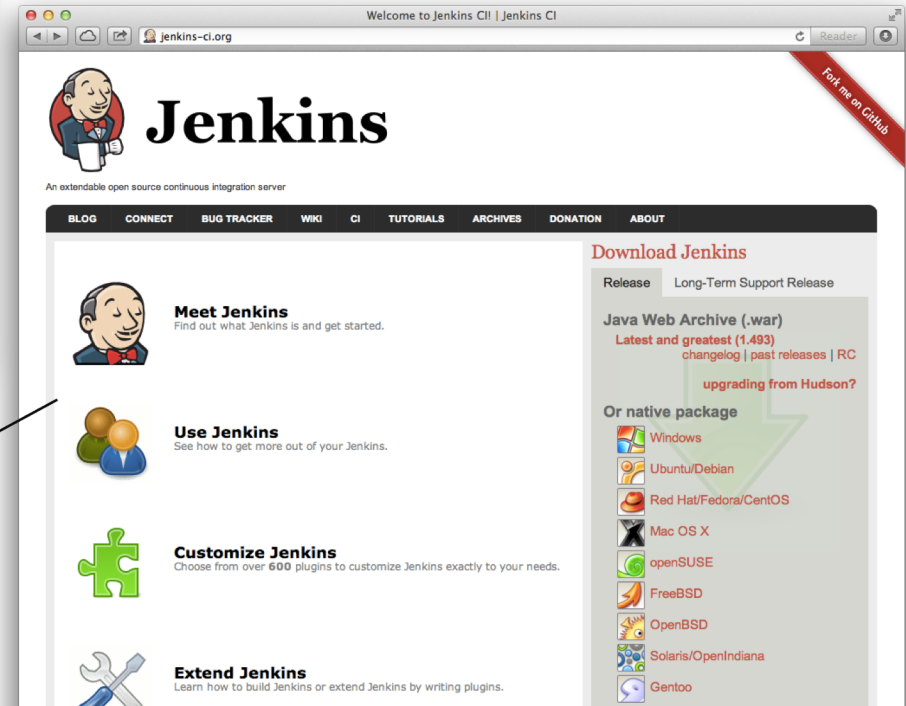 Welcome to Jenkins CI! | Jenkins CI
jenkins-ci.org
Reader
Fork me on GitHub
Jenkins
An extendable open source continuous integration server
BLOG CONNECT BUG TRACKER WIKI CI TUTORIALS ARCHIVES DONATION ABOUT
Meet Jenkins
Find out what Jenkins is and get started.
Use Jenkins
See how to get more out of your Jenkins.
Customize Jenkins
Choose from over 600 plugins to customize Jenkins exactly to your needs.
Extend Jenkins
Learn how to build Jenkins or extend Jenkins by writing plugins.
Download Jenkins
Release Long-Term Support Release
Java Web Archive (.war)
Latest and greatest (1.493)
changelog | past releases | RC
upgrading from Hudson?
Or native package
Windows
Ubuntu/Debian
Red Hat/Fedora/CentOS
Mac OS X
openSUSE
FreeBSD
OpenBSD
Solaris/OpenIndiana
Gentoo